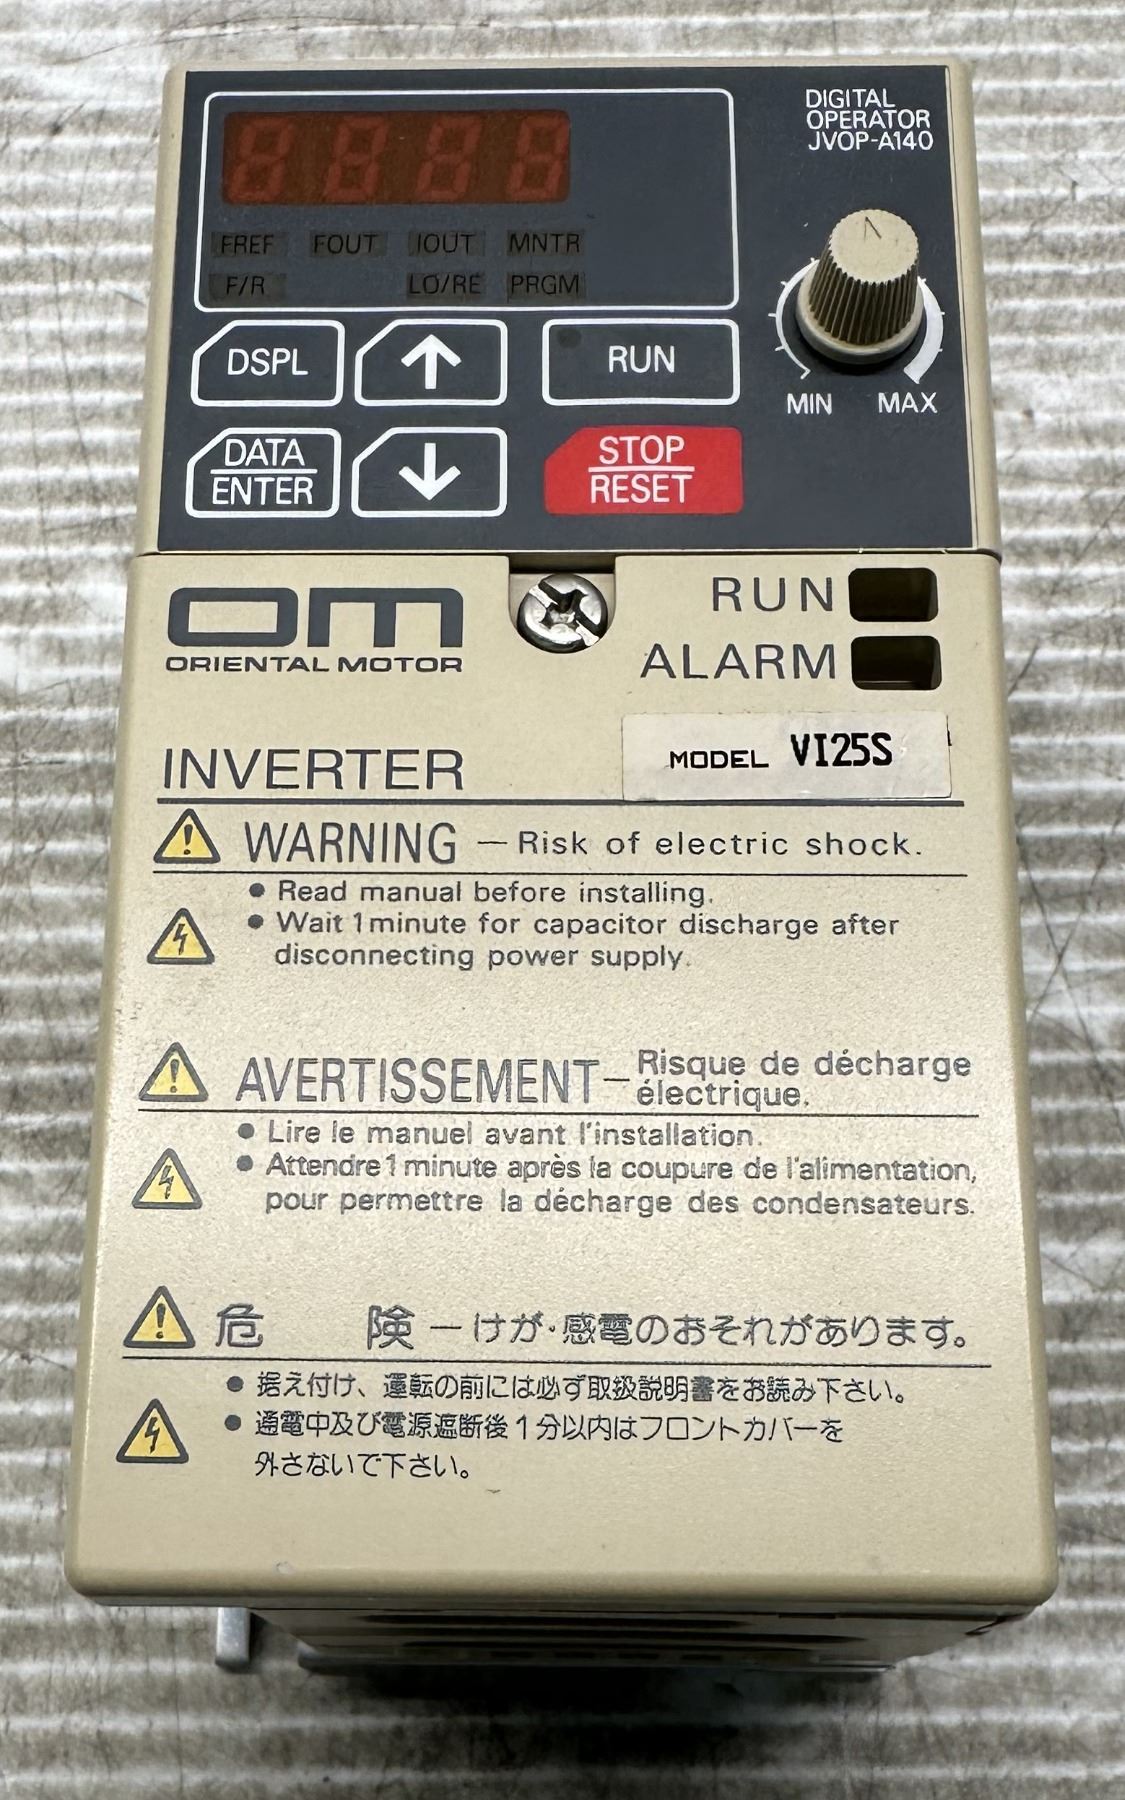 DIGITAL
OPERATOR
JVOP-A140
FREF FOUT IOUT MNTR
F/R LO/RE PRGM
DSPL
RUN
MIN MAX
DATA
ENTER
STOP
RESET
OM
ORIENTAL MOTOR
RUN
ALARM
INVERTER
MODEL VI25S
WARNING — Risk of electric shock.
● Read manual before installing.
● Wait 1 minute for capacitor discharge after
disconnecting power supply.
AVERTISSEMENT — Risque de décharge
électrique.
● Lire le manuel avant l'installation.
● Attendre 1 minute après la coupure de l'alimentation,
pour permettre la décharge des condensateurs.
危 険 — けが・感電のおそれがあります。
● 据え付け、運転の前には必ず取扱説明書をお読み下さい。
● 通電中及び電源遮断後1分以内はフロントカバーを
外さないで下さい。